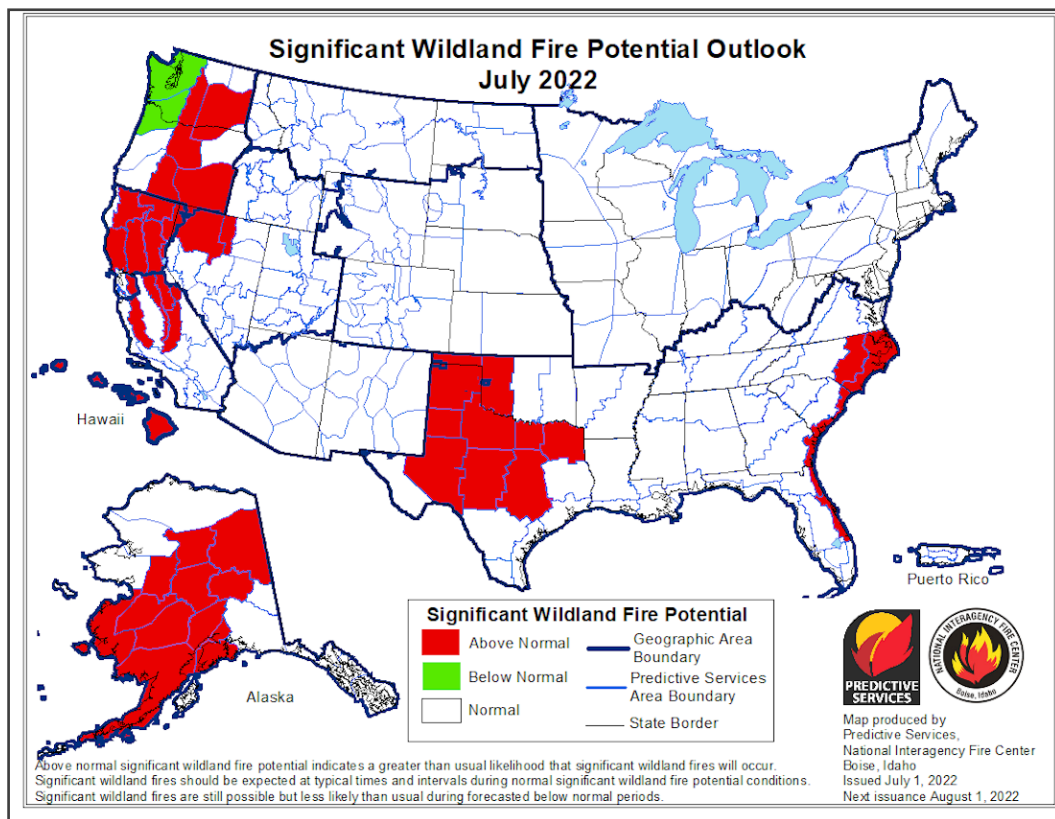 Significant Wildland Fire Potential Outlook
July 2022
Hawaii
Alaska
Puerto Rico
Significant Wildland Fire Potential
Above Normal
Below Normal
Normal
Geographic Area
Boundary
Predictive Services
Area Boundary
State Border
PREDICTIVE
SERVICES
NATIONAL INTERAGENCY FIRE CENTER
Boise, Idaho
Map produced by
Predictive Services,
National Interagency Fire Center
Boise, Idaho
Issued July 1, 2022
Next issuance August 1, 2022
Above normal significant wildland fire potential indicates a greater than usual likelihood that significant wildland fires will occur.
Significant wildland fires should be expected at typical times and intervals during normal significant wildland fire potential conditions.
Significant wildland fires are still possible but less likely than usual during forecasted below normal periods.